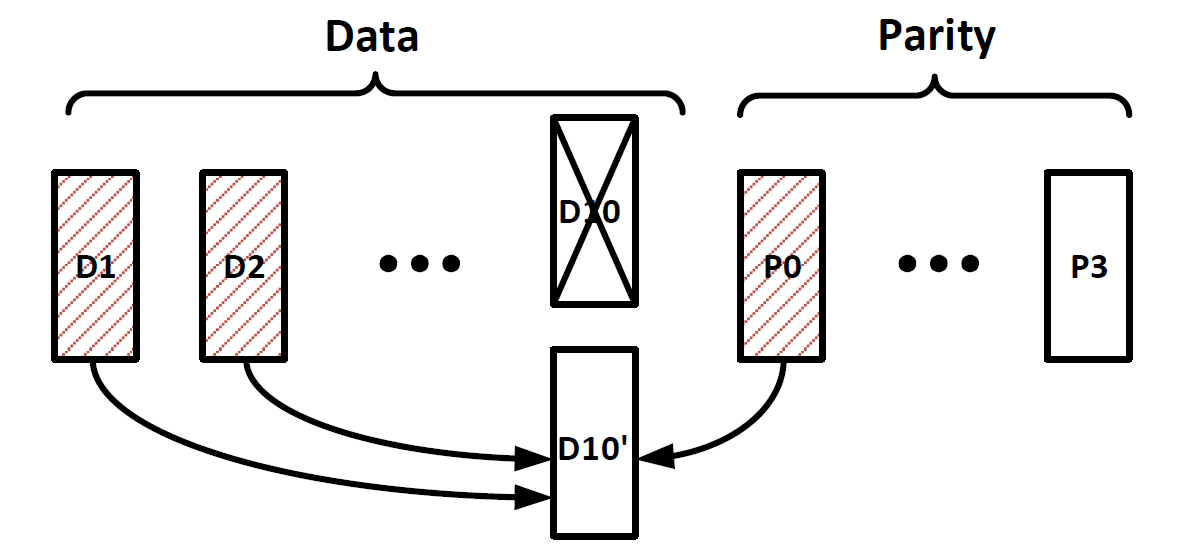 Data
Parity
D1
D2
D10
P0
P3
D10'